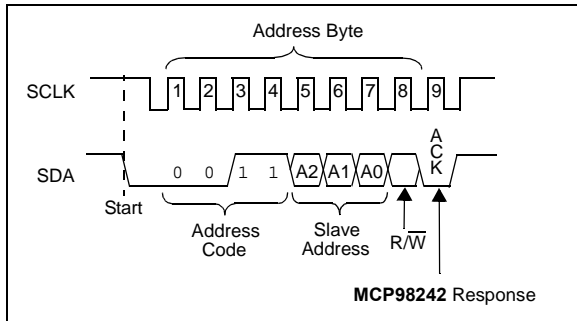 Address Byte
SCLK
1 2 3 4 5 6 7 8 9
SDA
0 0 1 1 A2 A1 A0 ACK
Start
Address
Code
Slave
Address
R/W̅
MCP98242 Response